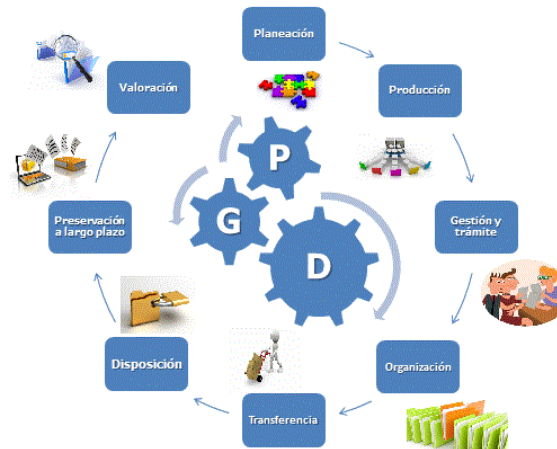 Planeación
Producción
Gestión y
trámite
Organización
Transferencia
Disposición
Preservación
a largo plazo
Valoración
P
G
D